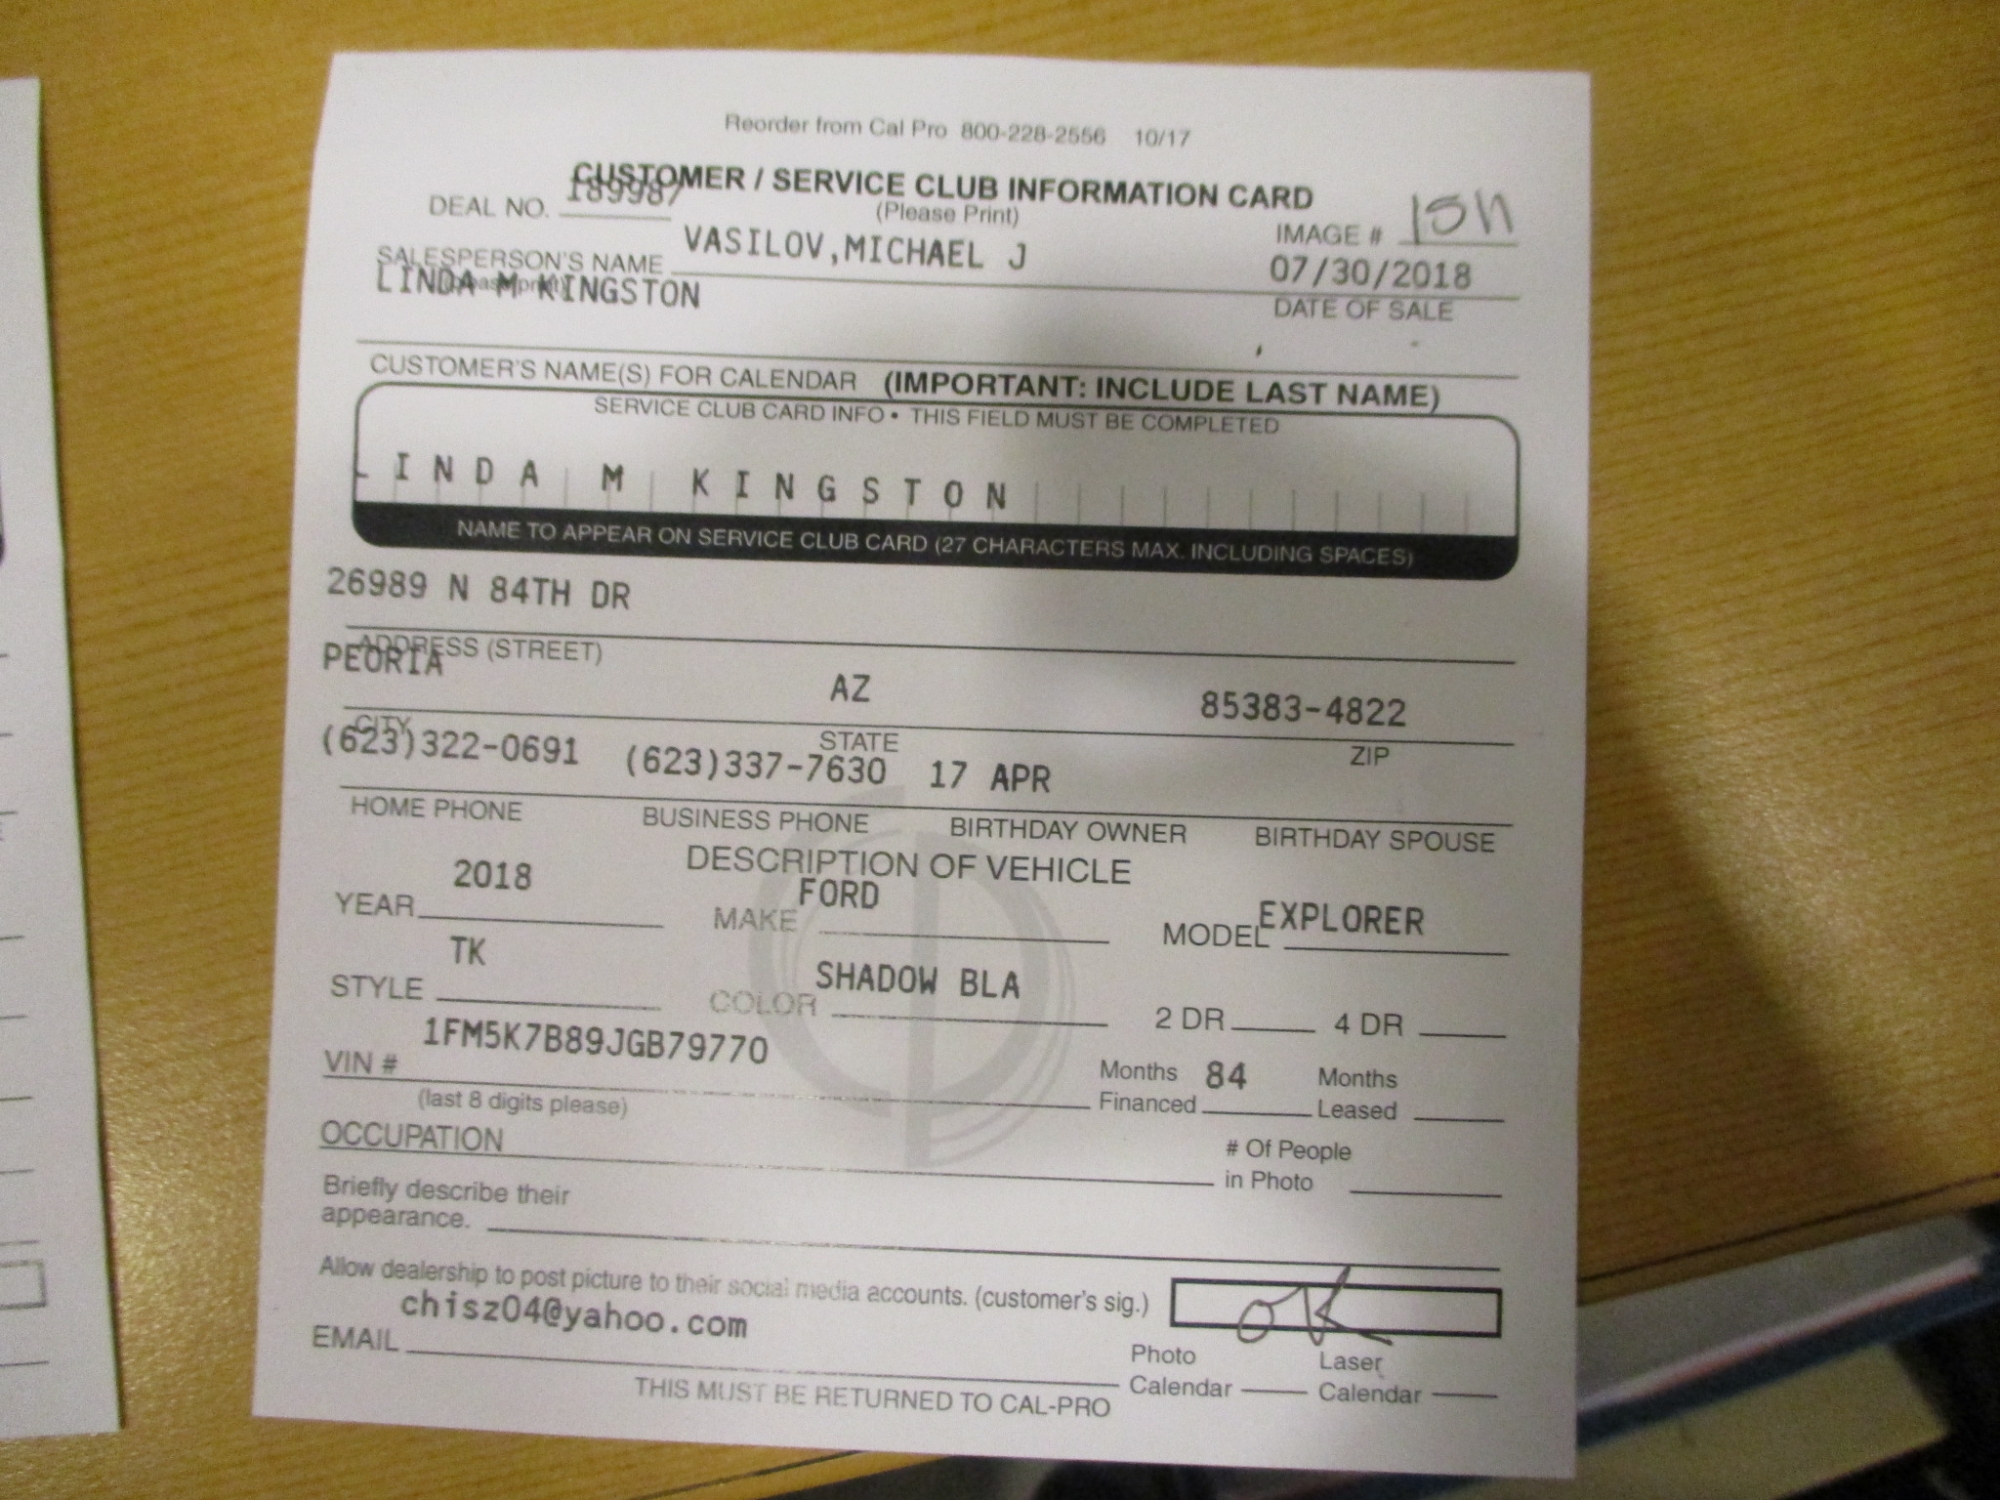 Reorder from Cal Pro 800-228-2556 10/17
CUSTOMER / SERVICE CLUB INFORMATION CARD
DEAL NO. 189987 (Please Print)
IMAGE #
SALESPERSON'S NAME VASILOV,MICHAEL J 07/30/2018
(please print)
LINDA M KINGSTON DATE OF SALE
CUSTOMER'S NAME(S) FOR CALENDAR (IMPORTANT: INCLUDE LAST NAME)
SERVICE CLUB CARD INFO • THIS FIELD MUST BE COMPLETED
LINDA M KINGSTON
NAME TO APPEAR ON SERVICE CLUB CARD (27 CHARACTERS MAX. INCLUDING SPACES)
26989 N 84TH DR
ADDRESS (STREET)
PEORIA AZ 85383-4822
CITY STATE ZIP
(623)322-0691 (623)337-7630 17 APR
HOME PHONE BUSINESS PHONE BIRTHDAY OWNER BIRTHDAY SPOUSE
DESCRIPTION OF VEHICLE
YEAR 2018 MAKE FORD MODEL EXPLORER
STYLE TK COLOR SHADOW BLA 2 DR 4 DR
VIN # 1FM5K7B89JGB79770 Months Financed 84 Months Leased
(last 8 digits please)
OCCUPATION # Of People in Photo
Briefly describe their
appearance.
Allow dealership to post picture to their social media accounts. (customer's sig.) OK
EMAIL chisz04@yahoo.com
Photo Calendar Laser Calendar
THIS MUST BE RETURNED TO CAL-PRO